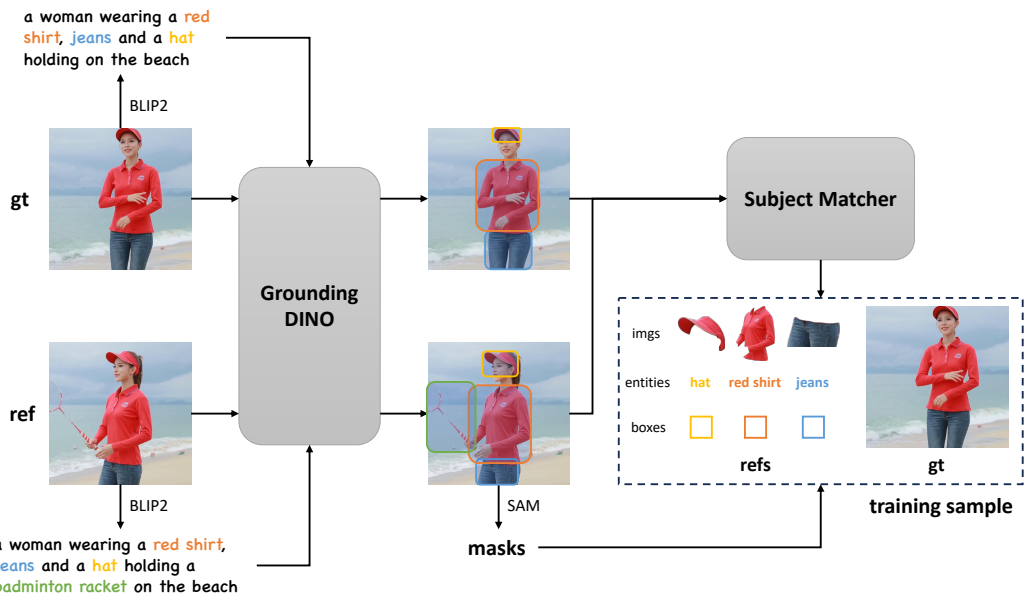 a woman wearing a red
shirt, jeans and a hat
holding on the beach
BLIP2
gt
Grounding
DINO
Subject Matcher
imgs
entities hat red shirt jeans
boxes
refs
gt
training sample
ref
BLIP2
SAM
masks
a woman wearing a red shirt,
jeans and a hat holding a
badminton racket on the beach